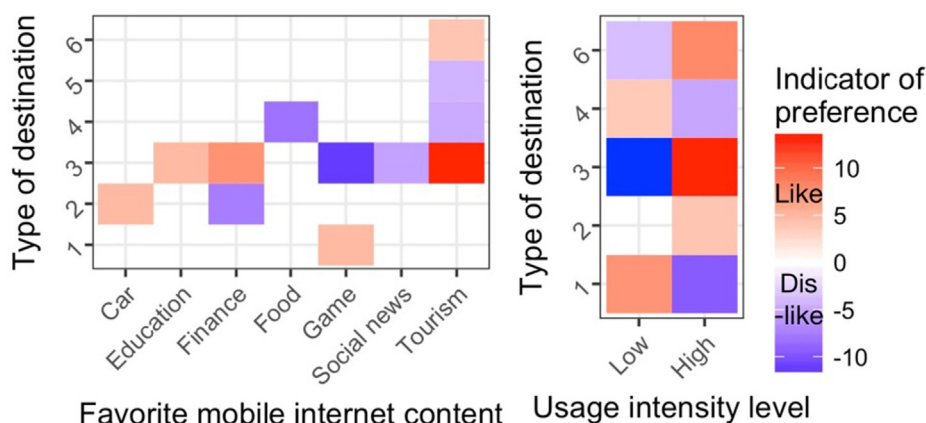 Type of destination
6
5
4
3
2
1
Car
Education
Finance
Food
Game
Social news
Tourism
Favorite mobile internet content
Type of destination
6
4
3
2
1
Low
High
Usage intensity level
Indicator of
preference
10
Like
5
0
Dis
-like
-5
-10